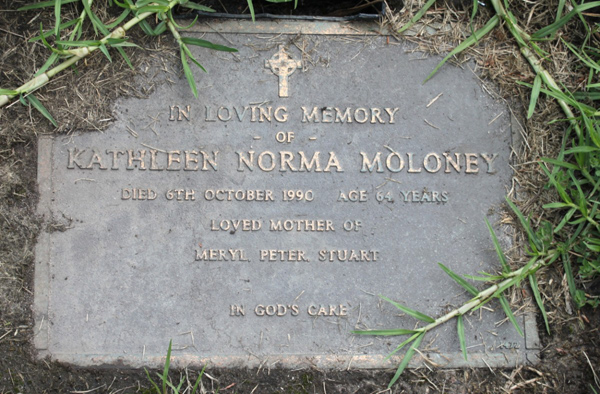 IN LOVING MEMORY
- OF -
KATHLEEN NORMA MOLONEY
DIED 6TH OCTOBER 1990 AGE 64 YEARS
LOVED MOTHER OF
MERYL, PETER, STUART
IN GOD'S CARE